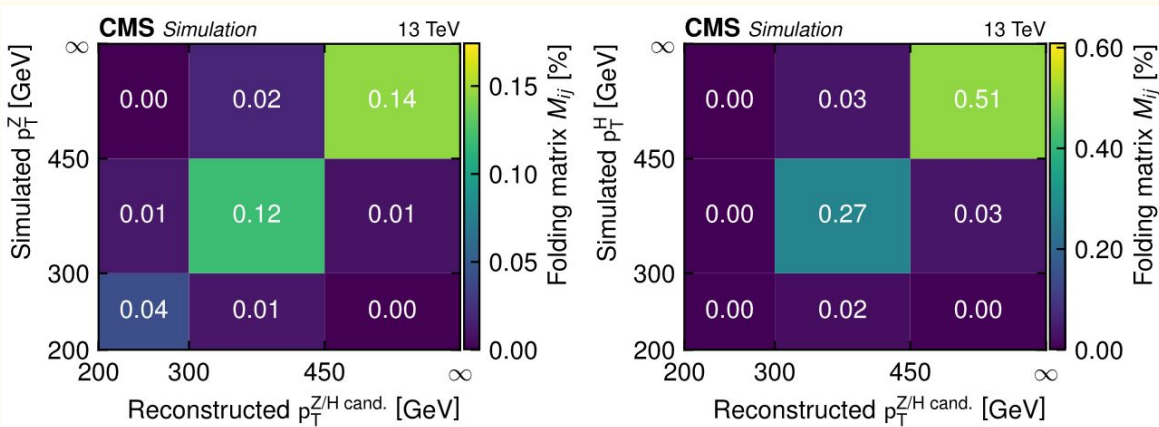 CMS Simulation 13 TeV
Simulated p_T^Z [GeV]
∞
450
300
200
0.00 0.02 0.14
0.01 0.12 0.01
0.04 0.01 0.00
200 300 450 ∞
Reconstructed p_T^{Z/H cand.} [GeV]
0.15
0.10
0.05
0.00
Folding matrix M_{ij} [%]
CMS Simulation 13 TeV
Simulated p_T^H [GeV]
∞
450
300
200
0.00 0.03 0.51
0.00 0.27 0.03
0.00 0.02 0.00
200 300 450 ∞
Reconstructed p_T^{Z/H cand.} [GeV]
0.60
0.40
0.20
0.00
Folding matrix M_{ij} [%]